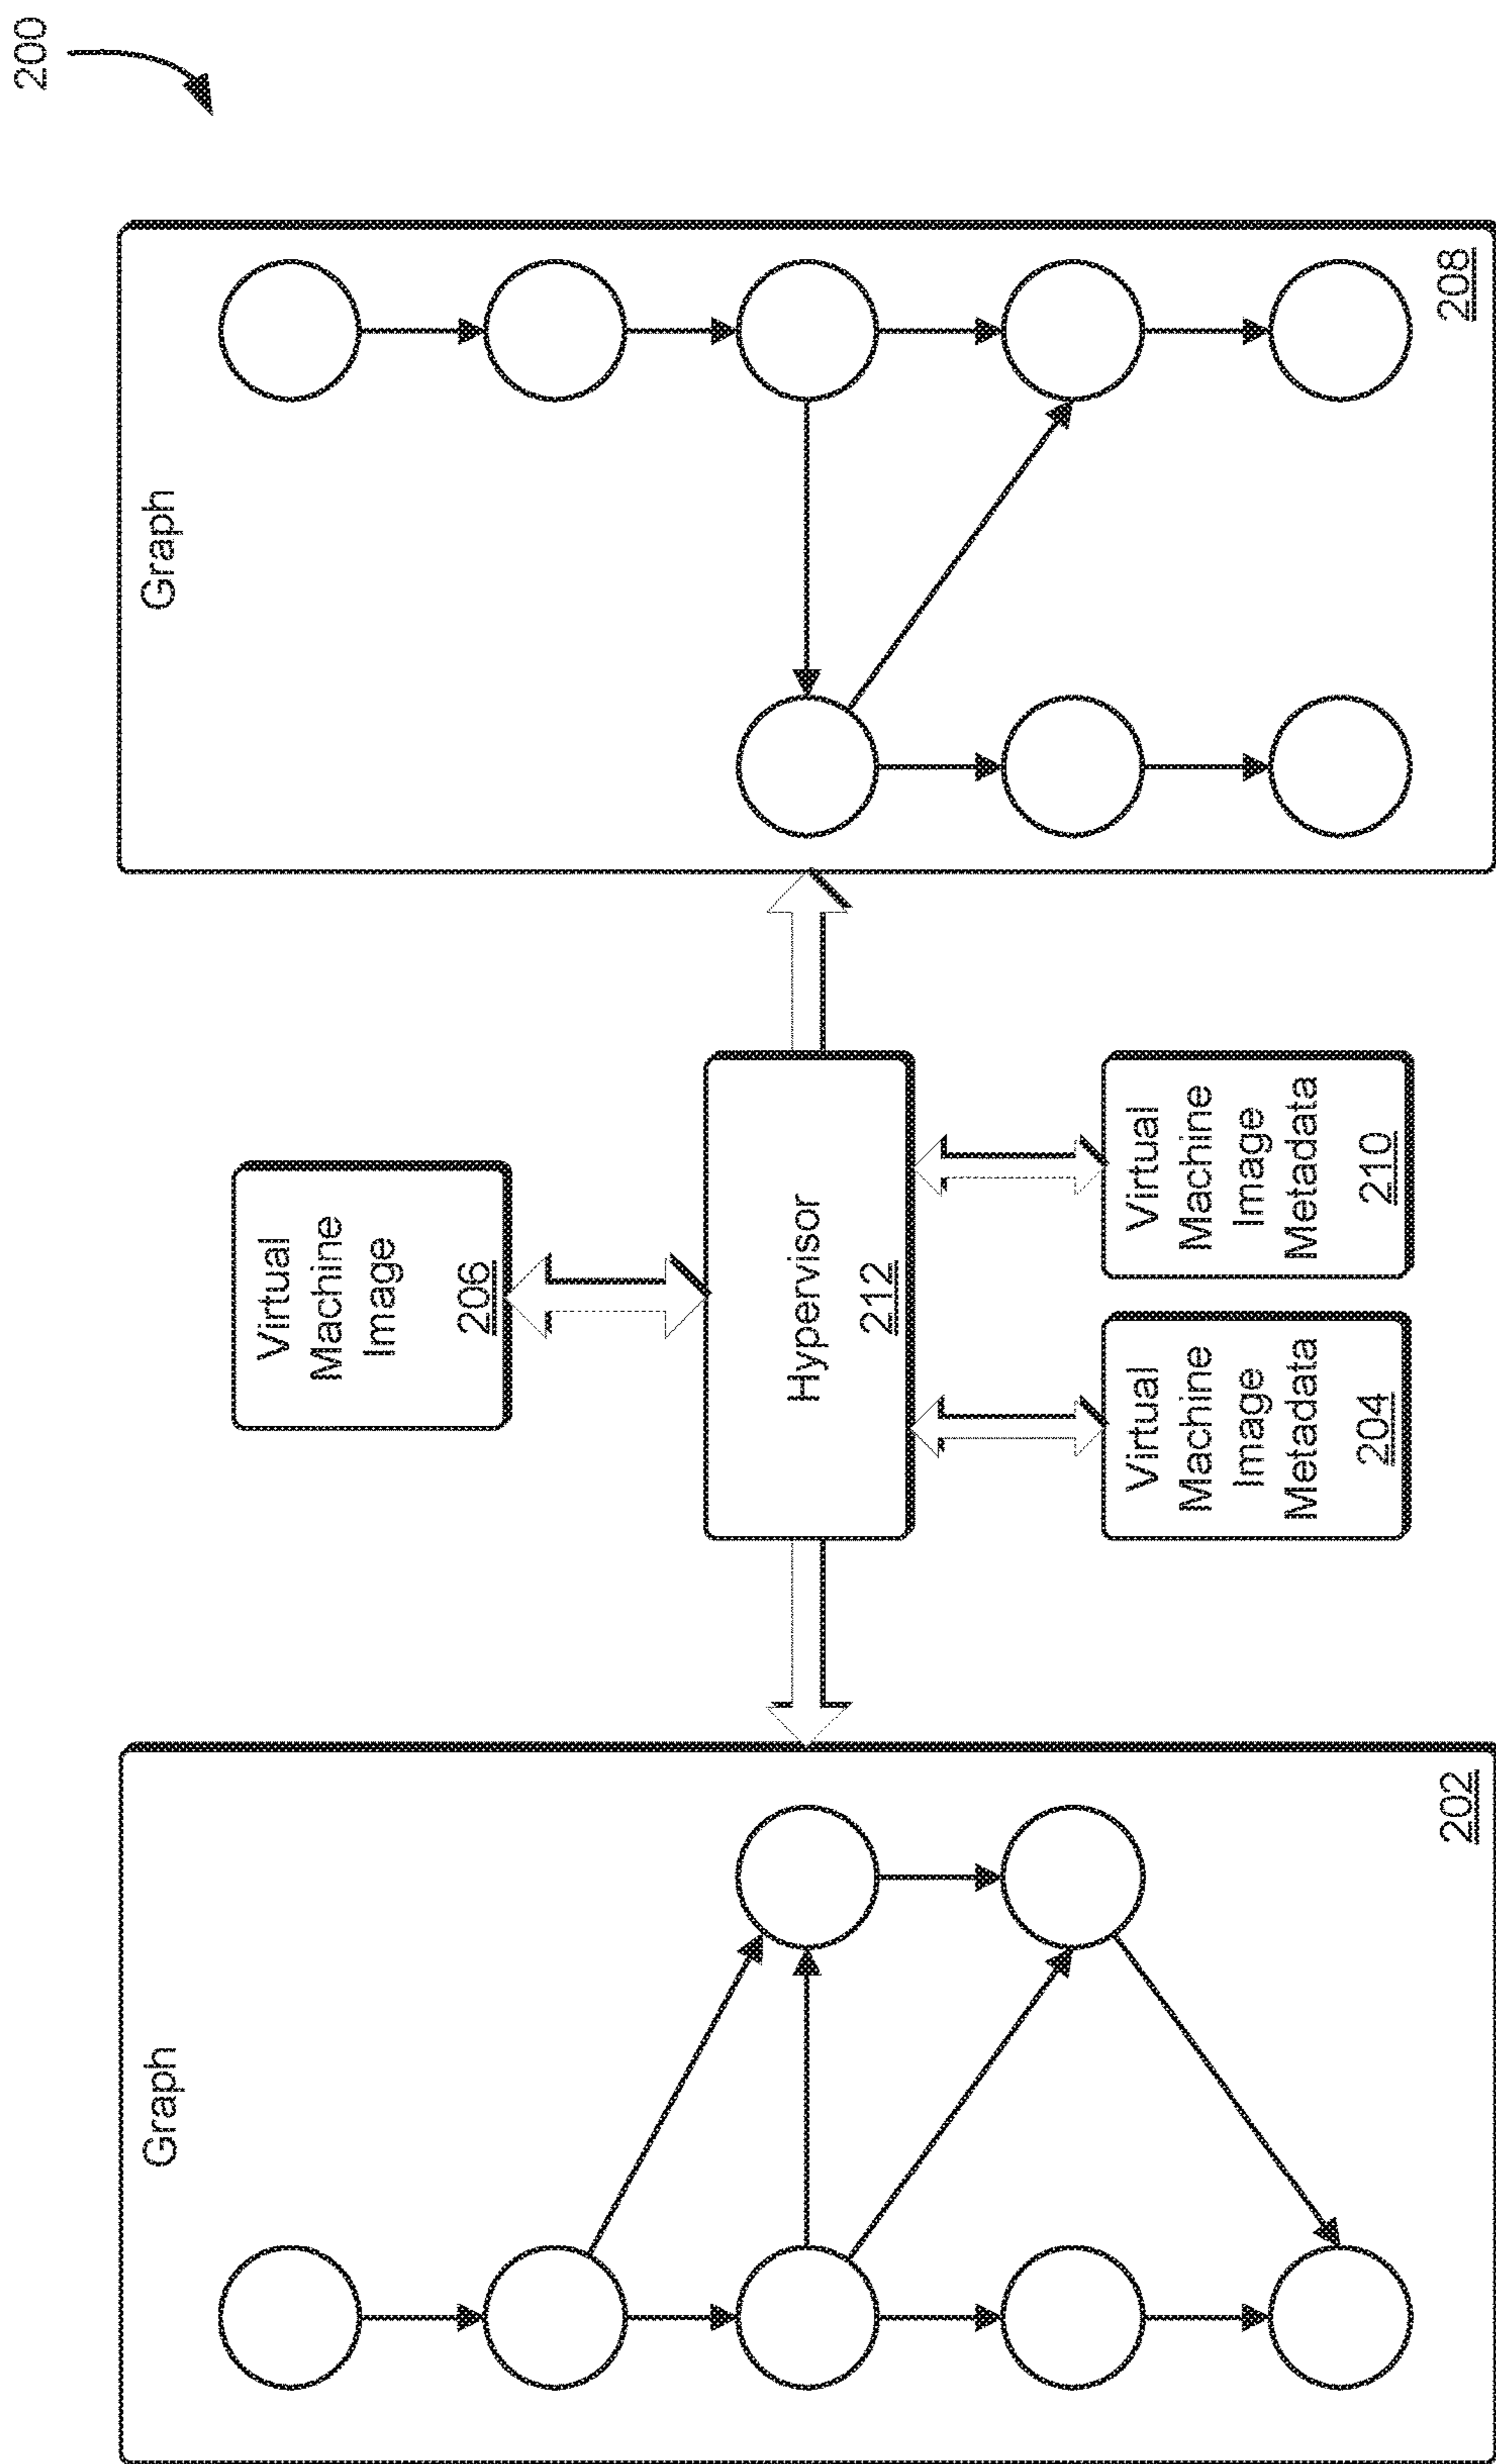 200
Graph
202
Virtual
Machine
Image
206
Hypervisor
212
Virtual
Machine
Image
Metadata
204
Virtual
Machine
Image
Metadata
210
Graph
208